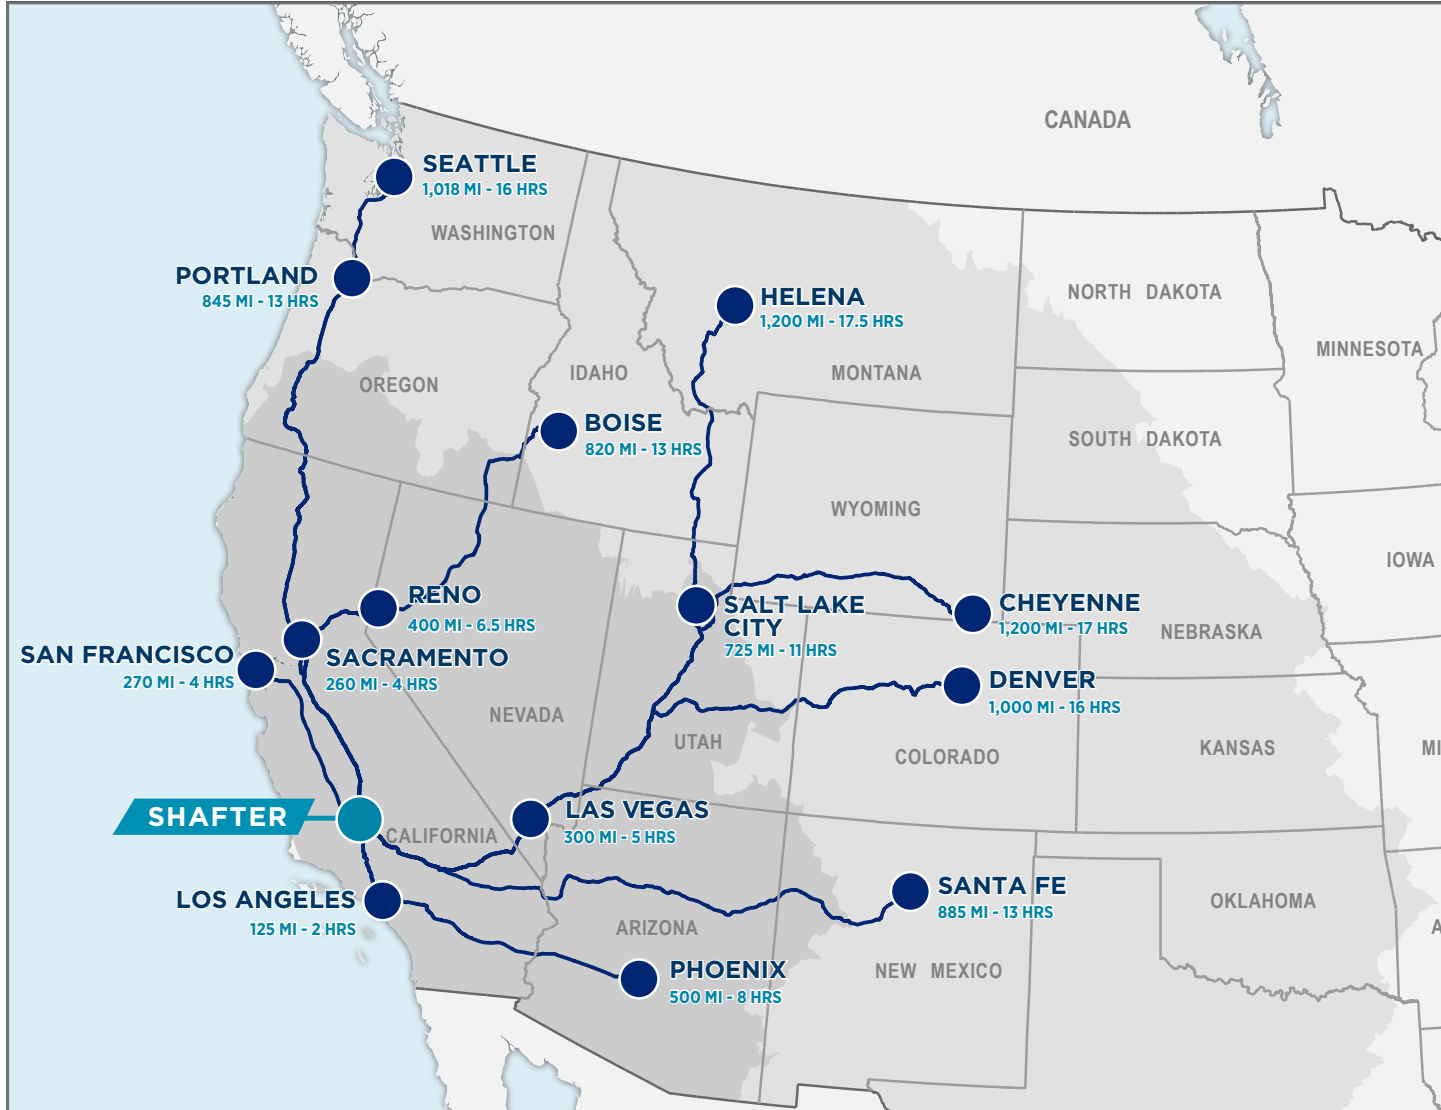 CANADA
SEATTLE
1,018 MI - 16 HRS
WASHINGTON
PORTLAND
845 MI - 13 HRS
HELENA
1,200 MI - 17.5 HRS
NORTH DAKOTA
MINNESOTA
OREGON
IDAHO
MONTANA
BOISE
820 MI - 13 HRS
SOUTH DAKOTA
WYOMING
IOWA
RENO
400 MI - 6.5 HRS
SALT LAKE
CITY
725 MI - 11 HRS
CHEYENNE
1,200 MI - 17 HRS
NEBRASKA
SAN FRANCISCO
270 MI - 4 HRS
SACRAMENTO
260 MI - 4 HRS
DENVER
1,000 MI - 16 HRS
NEVADA
UTAH
COLORADO
KANSAS
MI
SHAFTER
CALIFORNIA
LAS VEGAS
300 MI - 5 HRS
LOS ANGELES
125 MI - 2 HRS
SANTA FE
885 MI - 13 HRS
OKLAHOMA
ARIZONA
A
PHOENIX
500 MI - 8 HRS
NEW MEXICO